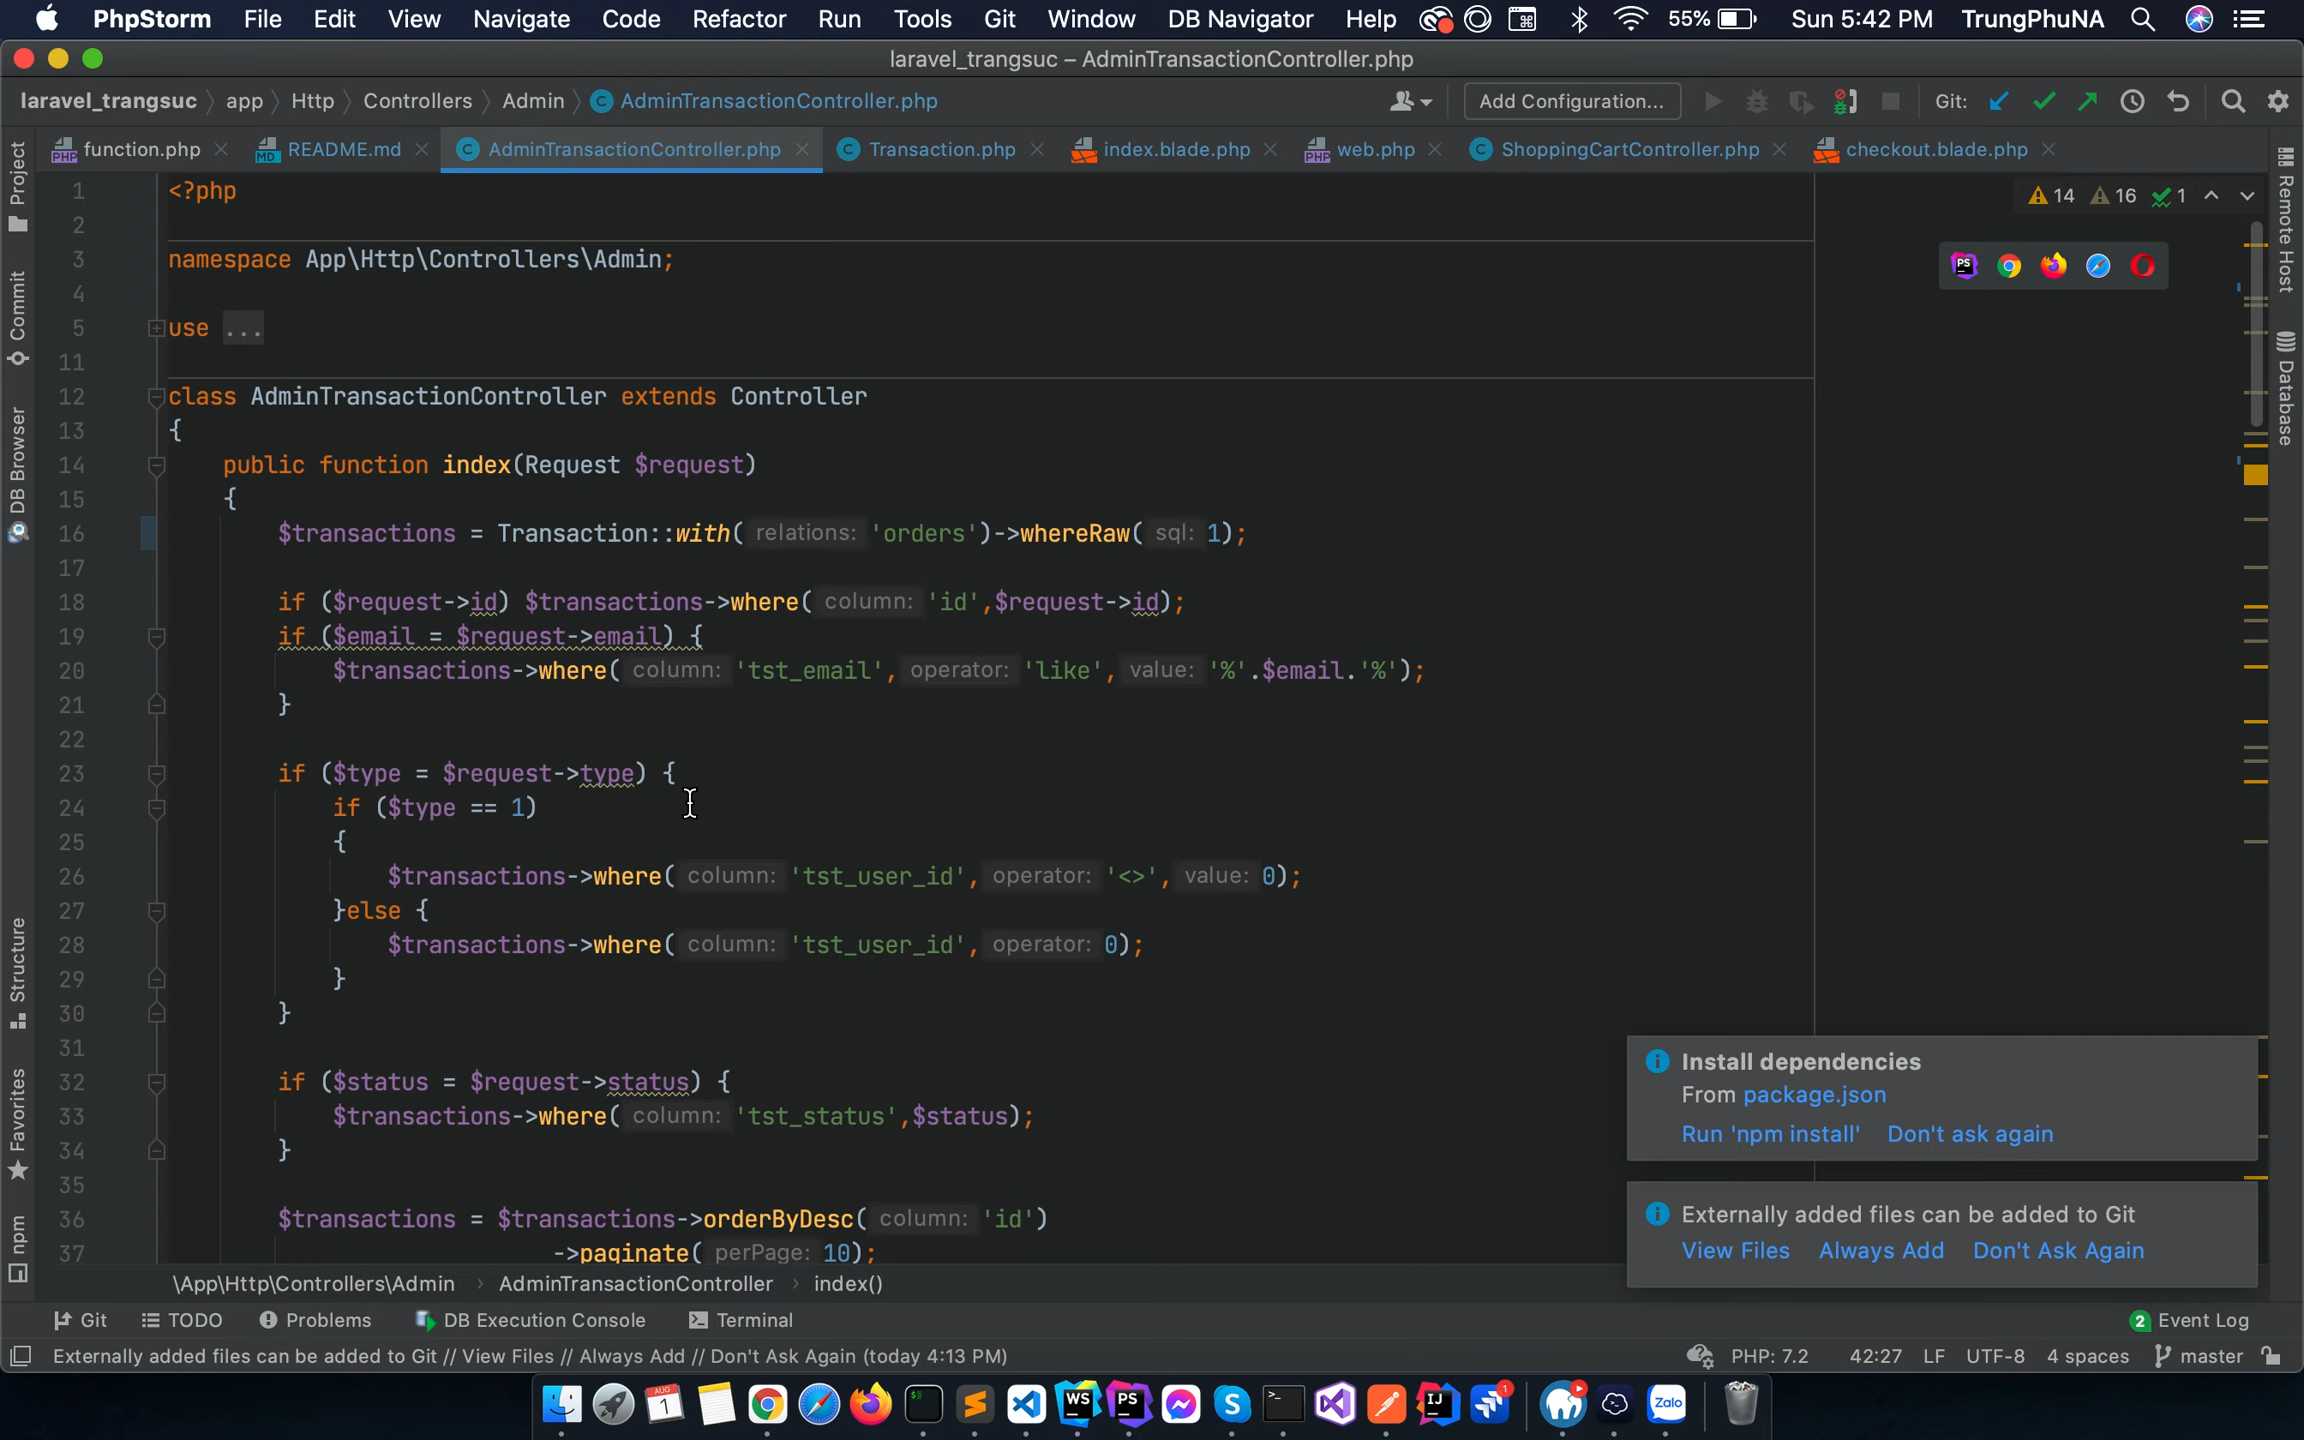 PhpStorm File Edit View Navigate Code Refactor Run Tools Git Window DB Navigator Help 55% Sun 5:42 PM TrungPhuNA
laravel_trangsuc – AdminTransactionController.php
laravel_trangsuc app Http Controllers Admin AdminTransactionController.php Add Configuration... Git:
function.php README.md AdminTransactionController.php Transaction.php index.blade.php web.php ShoppingCartController.php checkout.blade.php
Project
Commit
DB Browser
Structure
Favorites
npm
1 <?php
2
3 namespace App\Http\Controllers\Admin;
4
5 use ...
11
12 class AdminTransactionController extends Controller
13 {
14 public function index(Request $request)
15 {
16 $transactions = Transaction::with( relations: 'orders')->whereRaw( sql: 1);
17
18 if ($request->id) $transactions->where( column: 'id',$request->id);
19 if ($email = $request->email) {
20 $transactions->where( column: 'tst_email', operator: 'like', value: '%'.$email.'%');
21 }
22
23 if ($type = $request->type) {
24 if ($type == 1)
25 {
26 $transactions->where( column: 'tst_user_id', operator: '<>', value: 0);
27 }else {
28 $transactions->where( column: 'tst_user_id', operator: 0);
29 }
30 }
31
32 if ($status = $request->status) {
33 $transactions->where( column: 'tst_status',$status);
34 }
35
36 $transactions = $transactions->orderByDesc( column: 'id')
37 ->paginate( perPage: 10);
14 16 1
PS
Remote Host
Database
Install dependencies
From package.json
Run 'npm install' Don't ask again
Externally added files can be added to Git
View Files Always Add Don't Ask Again
\App\Http\Controllers\Admin AdminTransactionController index()
Git TODO Problems DB Execution Console Terminal 2 Event Log
Externally added files can be added to Git // View Files // Always Add // Don't Ask Again (today 4:13 PM) PHP: 7.2 42:27 LF UTF-8 4 spaces master
AUG 1 $ WS PS S >_ IJ 1 Zalo